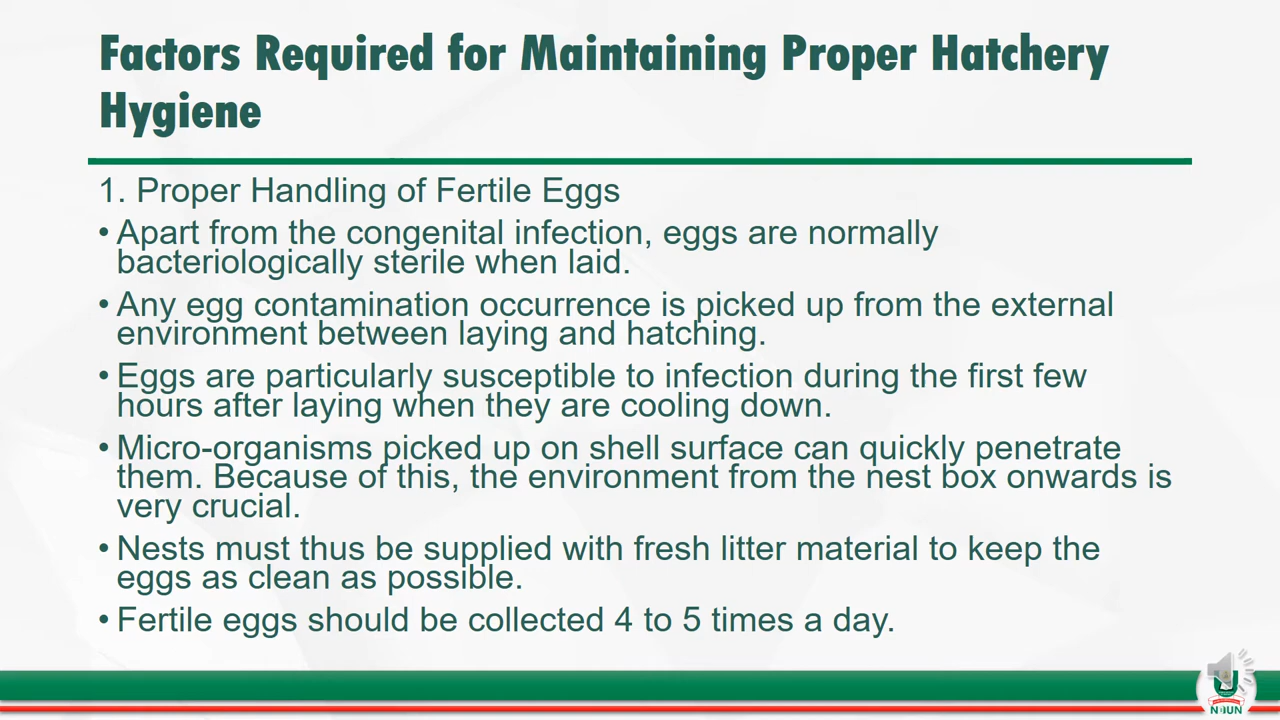 Factors Required for Maintaining Proper Hatchery
Hygiene
1. Proper Handling of Fertile Eggs
• Apart from the congenital infection, eggs are normally
bacteriologically sterile when laid.
• Any egg contamination occurrence is picked up from the external
environment between laying and hatching.
• Eggs are particularly susceptible to infection during the first few
hours after laying when they are cooling down.
• Micro-organisms picked up on shell surface can quickly penetrate
them. Because of this, the environment from the nest box onwards is
very crucial.
• Nests must thus be supplied with fresh litter material to keep the
eggs as clean as possible.
• Fertile eggs should be collected 4 to 5 times a day.
NOUN